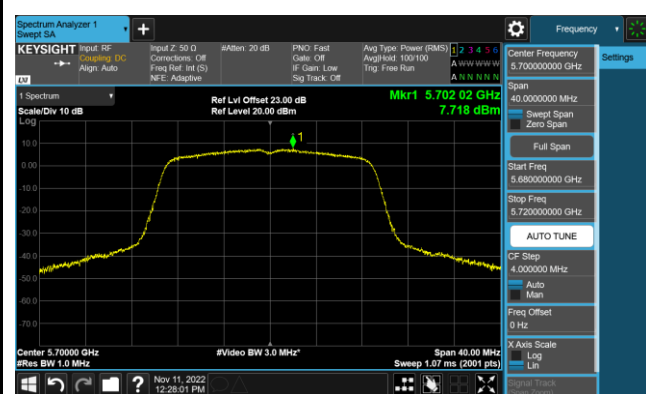 Spectrum Analyzer 1
Swept SA
+
Frequency
KEYSIGHT
Input: RF
Coupling: DC
Align: Auto
Input Z: 50 Ω
Corrections: Off
Freq Ref: Int (S)
NFE: Adaptive
#Atten: 20 dB
PNO: Fast
Gate: Off
IF Gain: Low
Sig Track: Off
Avg Type: Power (RMS)
Avg|Hold: 100/100
Trig: Free Run
1 2 3 4 5 6
A W W W W W
A N N N N N
LXI
1 Spectrum
Scale/Div 10 dB
Log
Ref Lvl Offset 23.00 dB
Ref Level 20.00 dBm
Mkr1 5.702 02 GHz
7.718 dBm
1
10.0
0.00
-10.0
-20.0
-30.0
-40.0
-50.0
-60.0
-70.0
Center 5.70000 GHz
#Res BW 1.0 MHz
#Video BW 3.0 MHz*
Span 40.00 MHz
Sweep 1.07 ms (2001 pts)
?
Nov 11, 2022
12:28:01 PM
Center Frequency
5.700000000 GHz
Settings
Span
40.0000000 MHz
Swept Span
Zero Span
Full Span
Start Freq
5.680000000 GHz
Stop Freq
5.720000000 GHz
AUTO TUNE
CF Step
4.000000 MHz
Auto
Man
Freq Offset
0 Hz
X Axis Scale
Log
Lin
Signal Track
(Span Zoom)